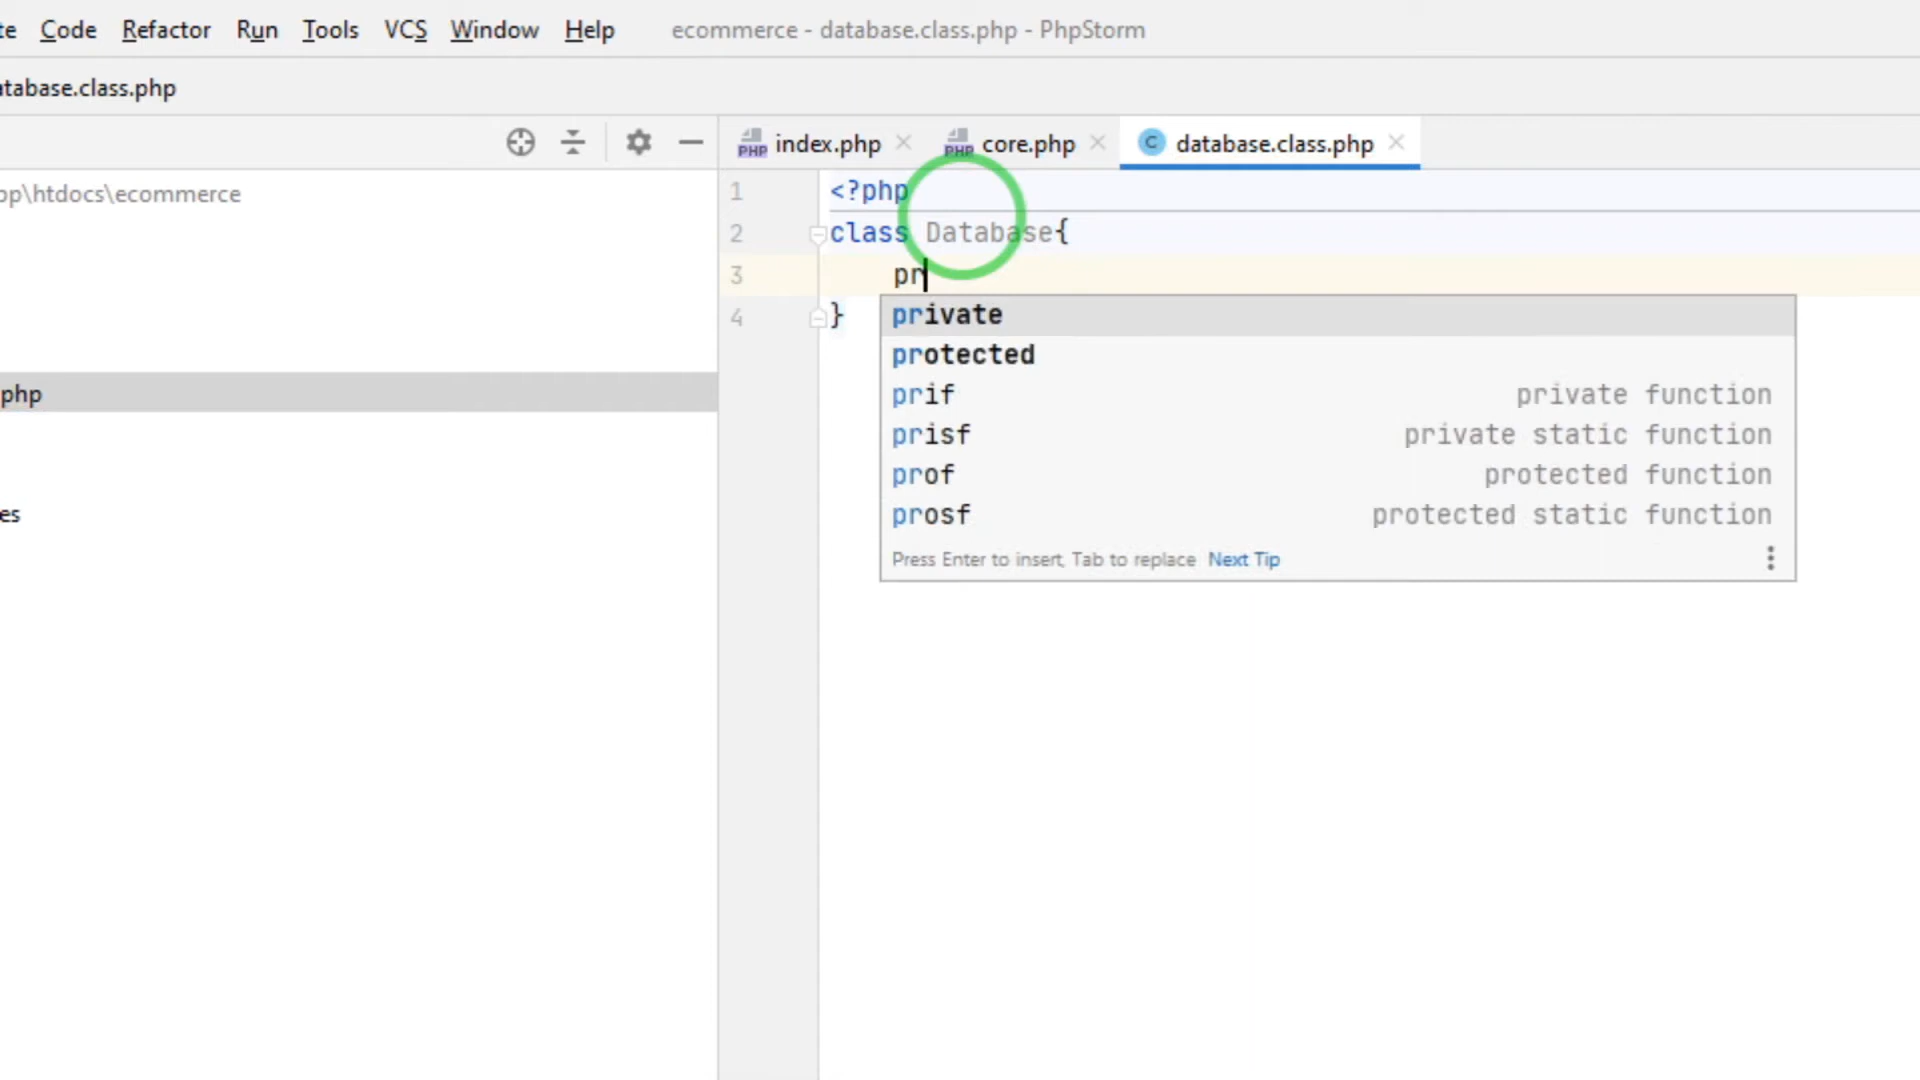 te Code Refactor Run Tools VCS Window Help ecommerce - database.class.php - PhpStorm
atabase.class.php
index.php core.php database.class.php
op\htdocs\ecommerce
php
es
1 <?php
2 class Database{
3 pr
4 }
private
protected
prif private function
prisf private static function
prof protected function
prosf protected static function
Press Enter to insert, Tab to replace Next Tip